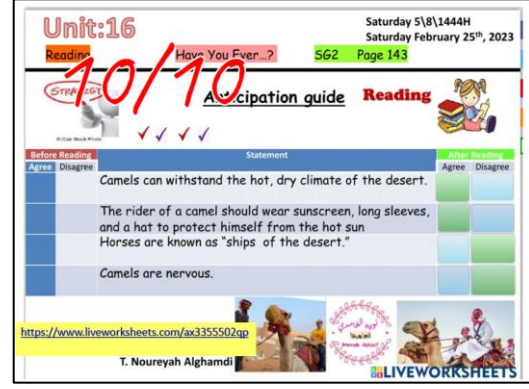 Unit:16
Saturday 5\8\1444H
Saturday February 25th, 2023
Reading
Have You Ever…?
SG2 Page 143
10/10
STRATEGY
Anticipation guide
Reading
© Can Stock Photo
Before Reading
Statement
After Reading
Agree
Disagree
Agree
Disagree
Camels can withstand the hot, dry climate of the desert.
The rider of a camel should wear sunscreen, long sleeves,
and a hat to protect himself from the hot sun
Horses are known as “ships of the desert.”
Camels are nervous.
https://www.liveworksheets.com/ax3355502qp
T. Noureyah Alghamdi
LIVEWORKSHEETS